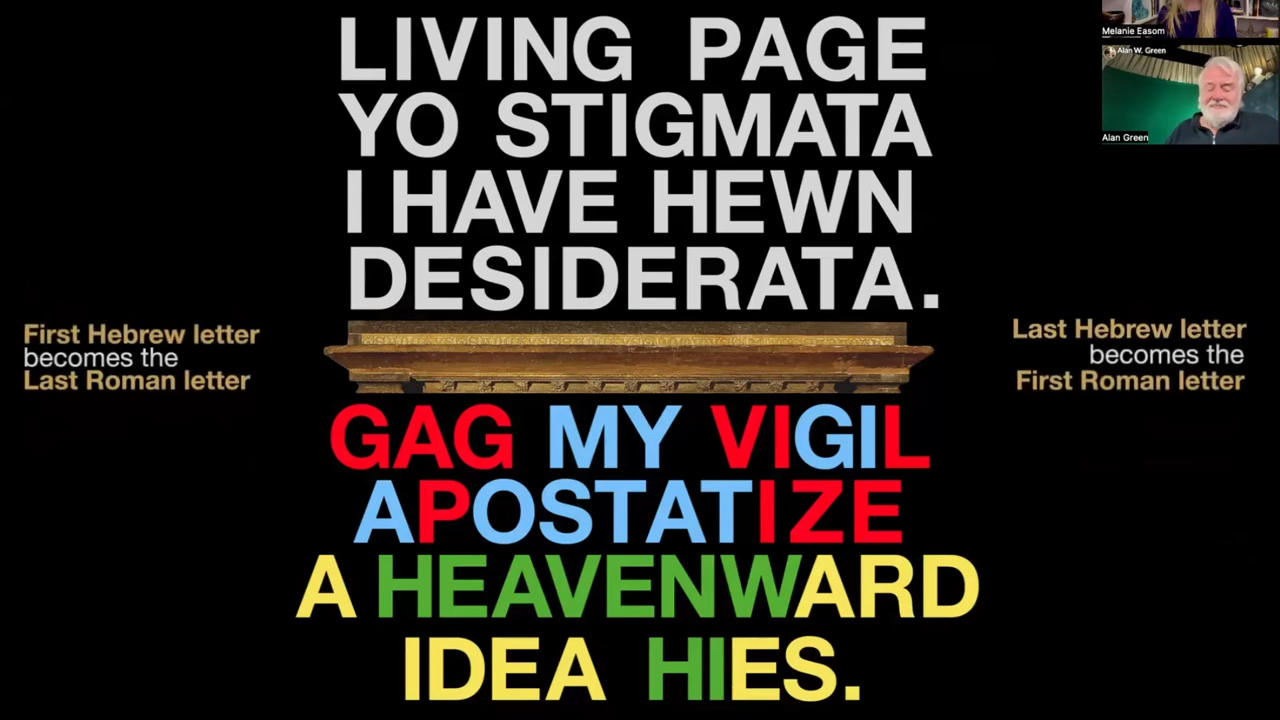 LIVING PAGE
YO STIGMATA
I HAVE HEWN
DESIDERATA.
First Hebrew letter
becomes the
Last Roman letter
Last Hebrew letter
becomes the
First Roman letter
GAG MY VIGIL
APOSTATIZE
A HEAVENWARD
IDEA HIES.
Melanie Easom
Alan W. Green
Alan Green